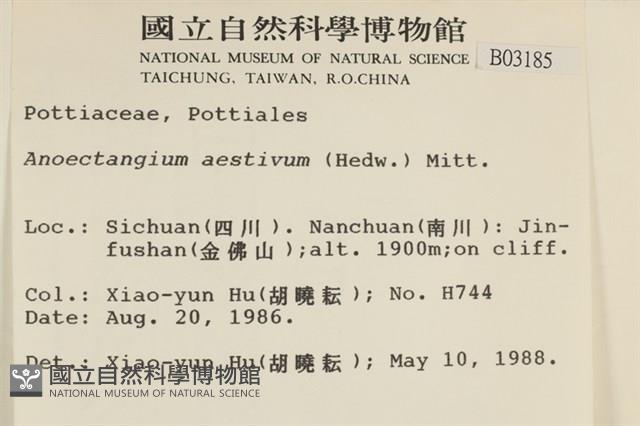 國立自然科學博物館
NATIONAL MUSEUM OF NATURAL SCIENCE
TAICHUNG, TAIWAN, R.O.CHINA
B03185
Pottiaceae, Pottiales
Anoectangium aestivum (Hedw.) Mitt.
Loc.: Sichuan(四川). Nanchuan(南川): Jin-
fushan(金佛山);alt. 1900m;on cliff.
Col.: Xiao-yun Hu(胡曉耘); No. H744
Date: Aug. 20, 1986.
Det.: Xiao-yun Hu(胡曉耘); May 10, 1988.
國立自然科學博物館
NATIONAL MUSEUM OF NATURAL SCIENCE